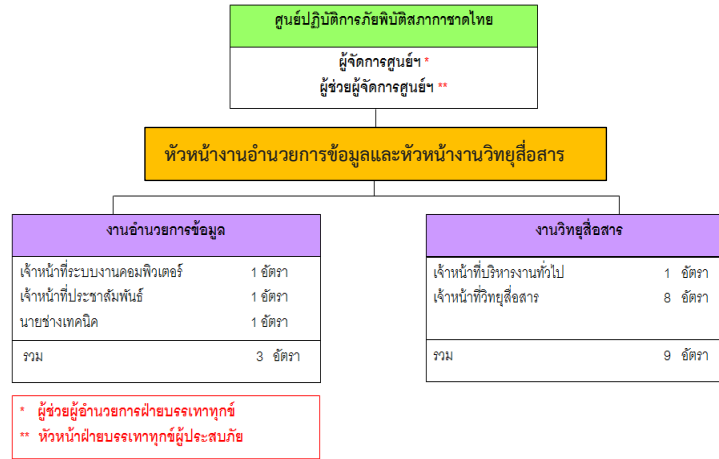 ศูนย์ปฏิบัติการภัยพิบัติสภากาชาดไทย
ผู้จัดการศูนย์ฯ *
ผู้ช่วยผู้จัดการศูนย์ฯ **
หัวหน้างานอำนวยการข้อมูลและหัวหน้างานวิทยุสื่อสาร
งานอำนวยการข้อมูล
เจ้าหน้าที่ระบบงานคอมพิวเตอร์ 1 อัตรา
เจ้าหน้าที่ประชาสัมพันธ์ 1 อัตรา
นายช่างเทคนิค 1 อัตรา
รวม 3 อัตรา
งานวิทยุสื่อสาร
เจ้าหน้าที่บริหารงานทั่วไป 1 อัตรา
เจ้าหน้าที่วิทยุสื่อสาร 8 อัตรา
รวม 9 อัตรา
* ผู้ช่วยผู้อำนวยการฝ่ายบรรเทาทุกข์
** หัวหน้าฝ่ายบรรเทาทุกข์ผู้ประสบภัย